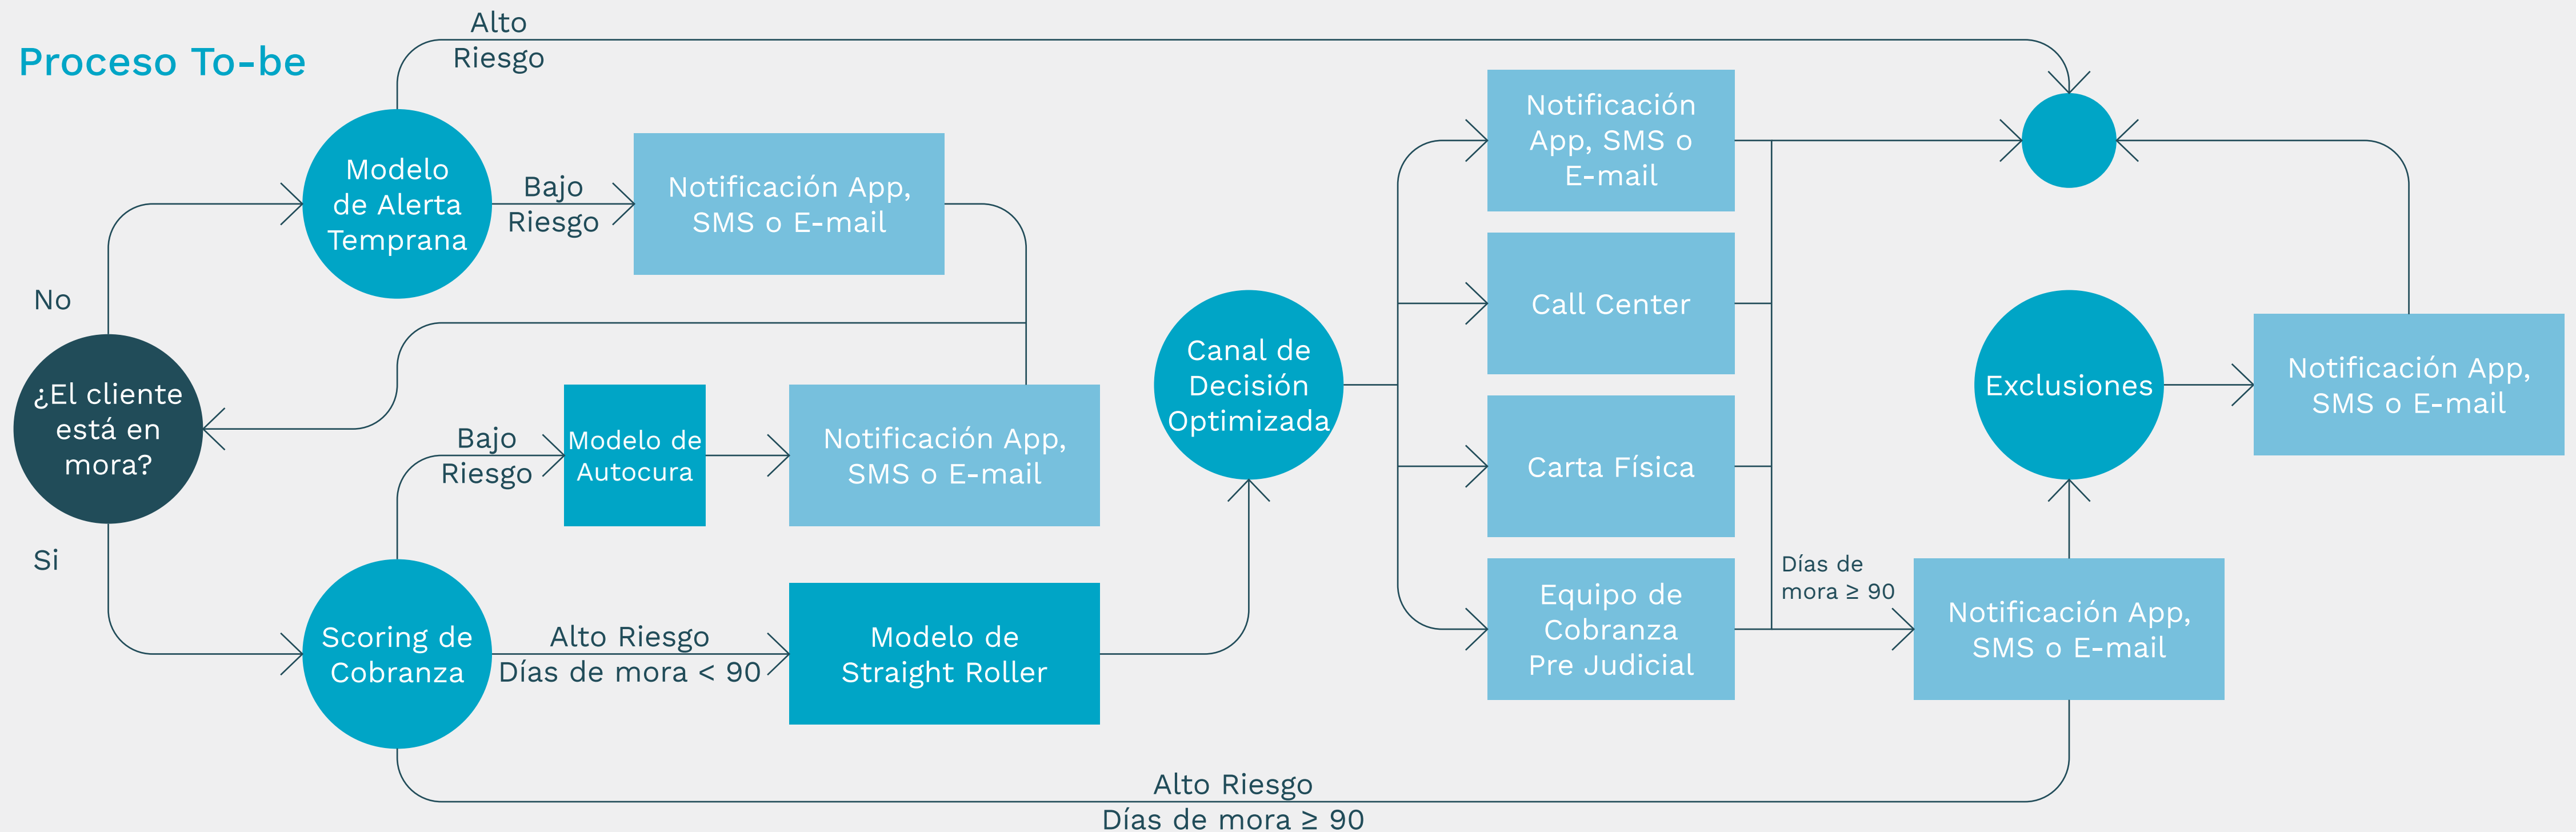 Proceso To-be
Alto
Riesgo
Modelo
de Alerta
Temprana
Bajo
Riesgo
Notificación App,
SMS o E-mail
No
¿El cliente
está en
mora?
Si
Bajo
Riesgo
Modelo de
Autocura
Notificación App,
SMS o E-mail
Scoring de
Cobranza
Alto Riesgo
Días de mora < 90
Modelo de
Straight Roller
Canal de
Decisión
Optimizada
Notificación
App, SMS o
E-mail
Call Center
Carta Física
Equipo de
Cobranza
Pre Judicial
Días de
mora ≥ 90
Notificación App,
SMS o E-mail
Exclusiones
Notificación App,
SMS o E-mail
Alto Riesgo
Días de mora ≥ 90